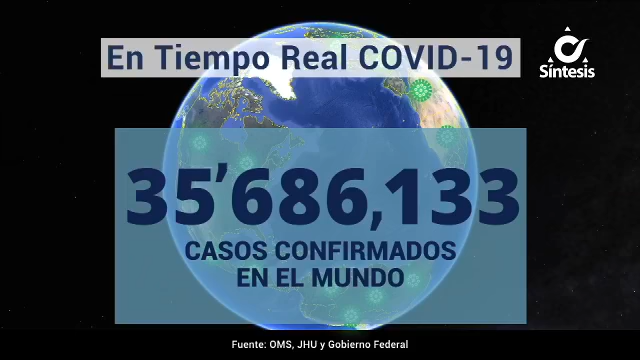 En Tiempo Real COVID-19
Síntesis
35'686,133
CASOS CONFIRMADOS
EN EL MUNDO
Fuente: OMS, JHU y Gobierno Federal